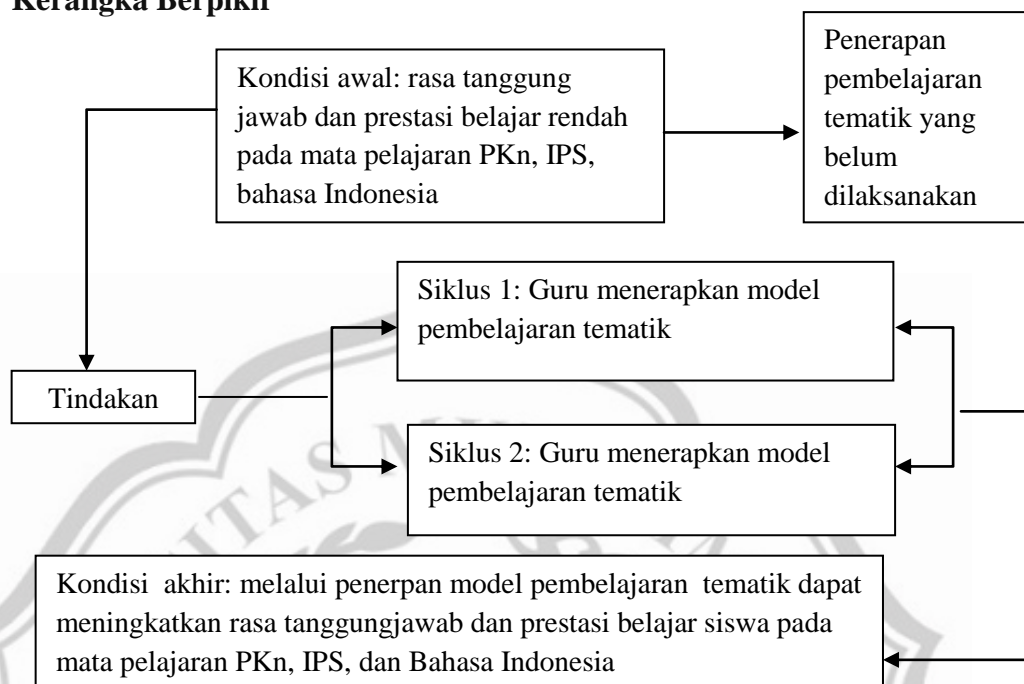 Kerangka Berpikir
Kondisi awal: rasa tanggung
jawab dan prestasi belajar rendah
pada mata pelajaran PKn, IPS,
bahasa Indonesia
Penerapan
pembelajaran
tematik yang
belum
dilaksanakan
Siklus 1: Guru menerapkan model
pembelajaran tematik
Tindakan
Siklus 2: Guru menerapkan model
pembelajaran tematik
Kondisi akhir: melalui penerpan model pembelajaran tematik dapat
meningkatkan rasa tanggungjawab dan prestasi belajar siswa pada
mata pelajaran PKn, IPS, dan Bahasa Indonesia